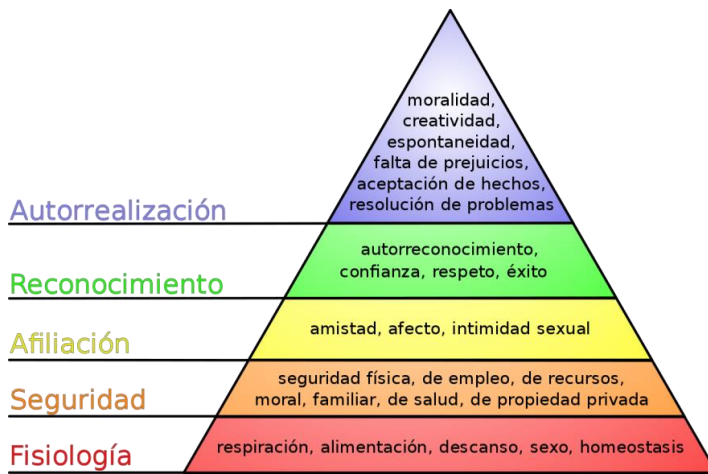 moralidad,
creatividad,
espontaneidad,
falta de prejuicios,
aceptación de hechos,
resolución de problemas
Autorrealización
autorreconocimiento,
confianza, respeto, éxito
Reconocimiento
amistad, afecto, intimidad sexual
Afiliación
seguridad física, de empleo, de recursos,
moral, familiar, de salud, de propiedad privada
Seguridad
respiración, alimentación, descanso, sexo, homeostasis
Fisiología